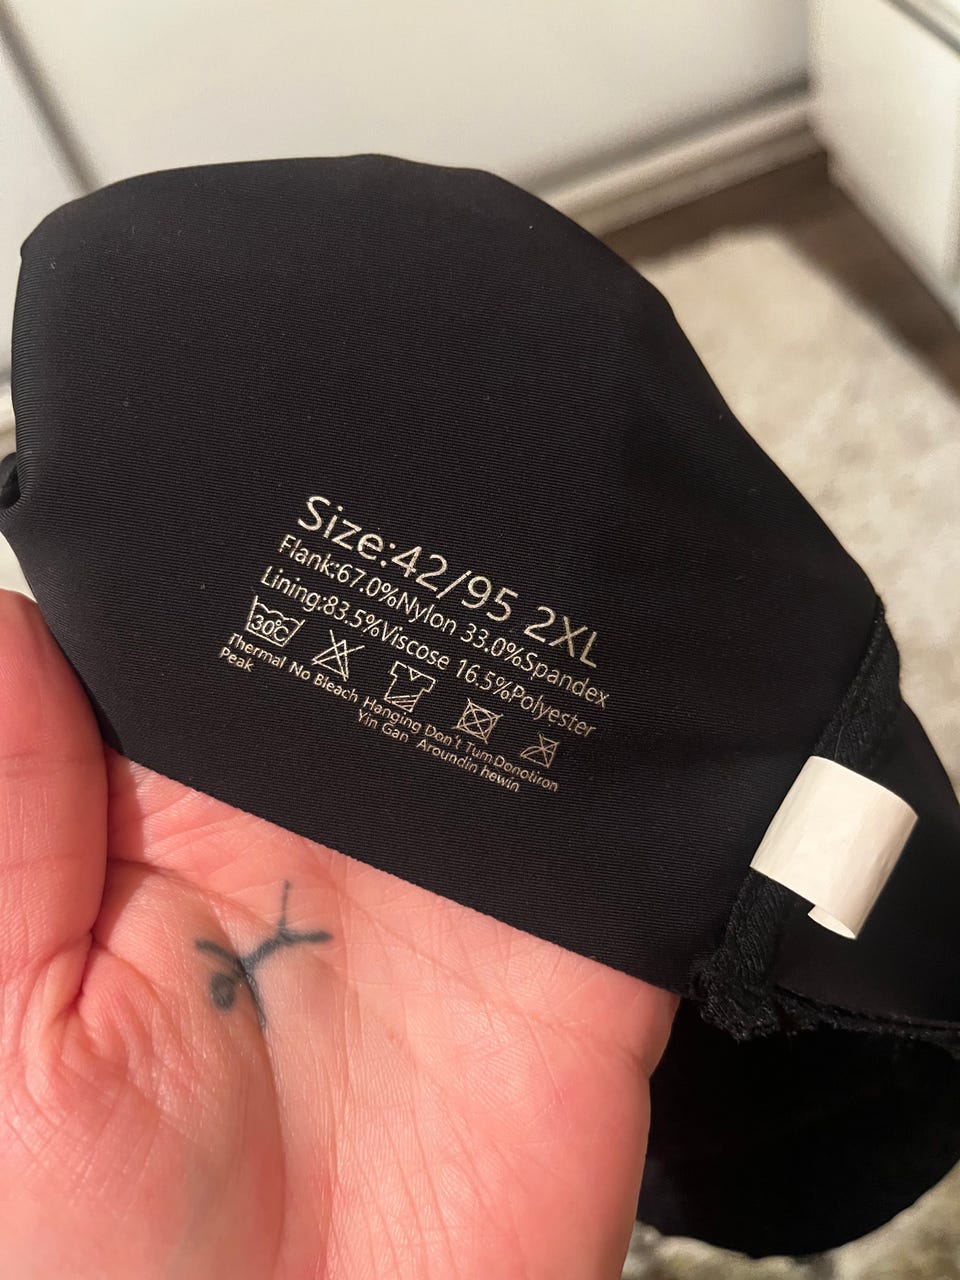 Size:42/95 2XL
Flank:67.0%Nylon 33.0%Spandex
Lining:83.5%Viscose 16.5%Polyester
30℃
Thermal Peak
No Bleach
Hanging Yin Gan
Don't Tum Aroundin hewin
Donotiron